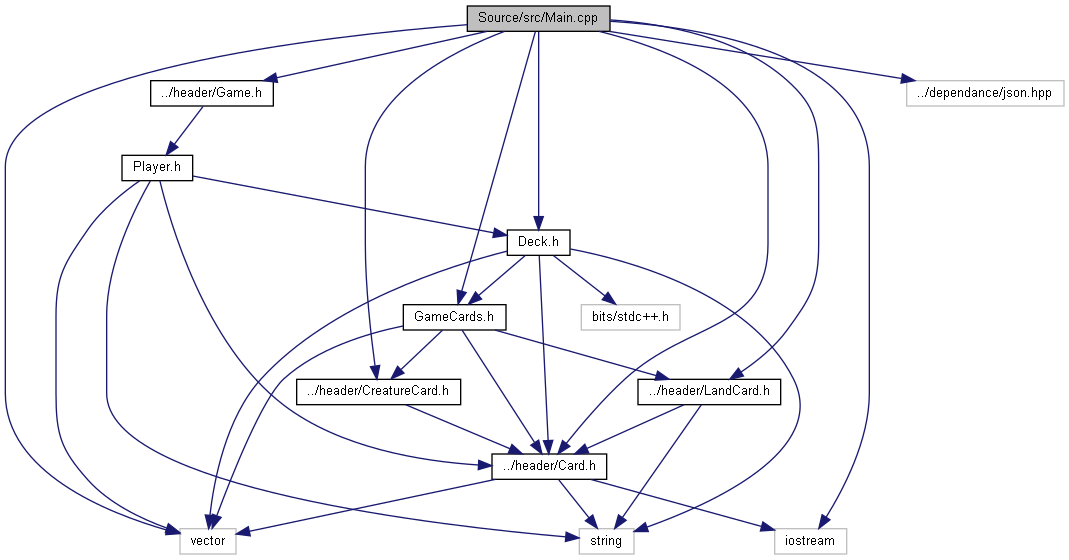 Source/src/Main.cpp
../header/Game.h
../dependance/json.hpp
Player.h
Deck.h
GameCards.h
bits/stdc++.h
../header/CreatureCard.h
../header/LandCard.h
../header/Card.h
vector
string
iostream